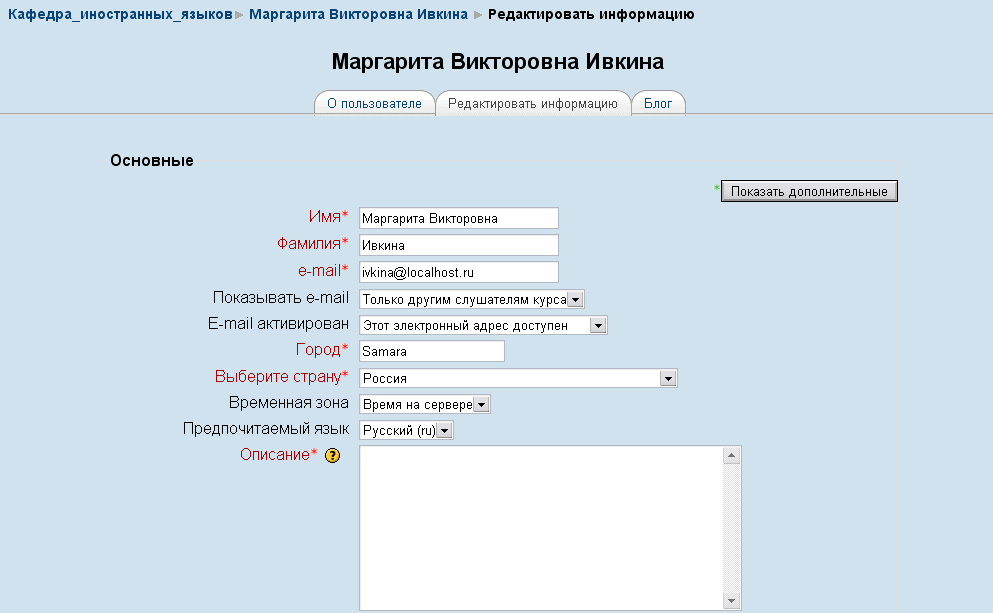 Кафедра_иностранных_языков ► Маргарита Викторовна Ивкина ► Редактировать информацию
Маргарита Викторовна Ивкина
О пользователе Редактировать информацию Блог
Основные
* Показать дополнительные
Имя* Маргарита Викторовна
Фамилия* Ивкина
e-mail* ivkina@localhost.ru
Показывать e-mail Только другим слушателям курса
E-mail активирован Этот электронный адрес доступен
Город* Samara
Выберите страну* Россия
Временная зона Время на сервере
Предпочитаемый язык Русский (ru)
Описание* ?